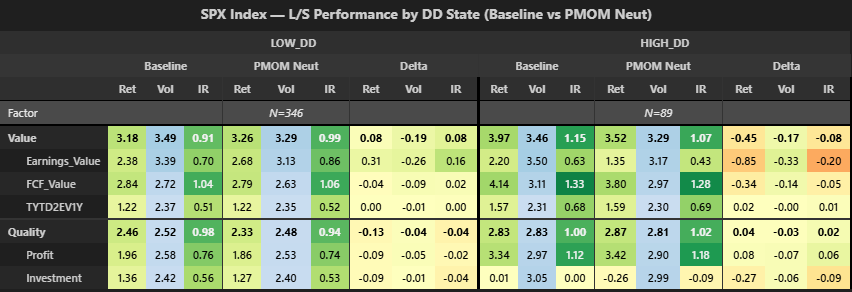 SPX Index — L/S Performance by DD State (Baseline vs PMOM Neut)
LOW_DD HIGH_DD
Baseline PMOM Neut Delta Baseline PMOM Neut Delta
Ret Vol IR Ret Vol IR Ret Vol IR Ret Vol IR Ret Vol IR Ret Vol IR
Factor N=346 N=89
Value 3.18 3.49 0.91 3.26 3.29 0.99 0.08 -0.19 0.08 3.97 3.46 1.15 3.52 3.29 1.07 -0.45 -0.17 -0.08
Earnings_Value 2.38 3.39 0.70 2.68 3.13 0.86 0.31 -0.26 0.16 2.20 3.50 0.63 1.35 3.17 0.43 -0.85 -0.33 -0.20
FCF_Value 2.84 2.72 1.04 2.79 2.63 1.06 -0.04 -0.09 0.02 4.14 3.11 1.33 3.80 2.97 1.28 -0.34 -0.14 -0.05
TYTD2EV1Y 1.22 2.37 0.51 1.22 2.35 0.52 0.00 -0.01 0.00 1.57 2.31 0.68 1.59 2.30 0.69 0.02 -0.00 0.01
Quality 2.46 2.52 0.98 2.33 2.48 0.94 -0.13 -0.04 -0.04 2.83 2.83 1.00 2.87 2.81 1.02 0.04 -0.03 0.02
Profit 1.96 2.58 0.76 1.86 2.53 0.74 -0.09 -0.05 -0.02 3.34 2.97 1.12 3.42 2.90 1.18 0.08 -0.07 0.06
Investment 1.36 2.42 0.56 1.27 2.40 0.53 -0.09 -0.01 -0.04 0.01 3.05 0.00 -0.26 2.99 -0.09 -0.27 -0.06 -0.09